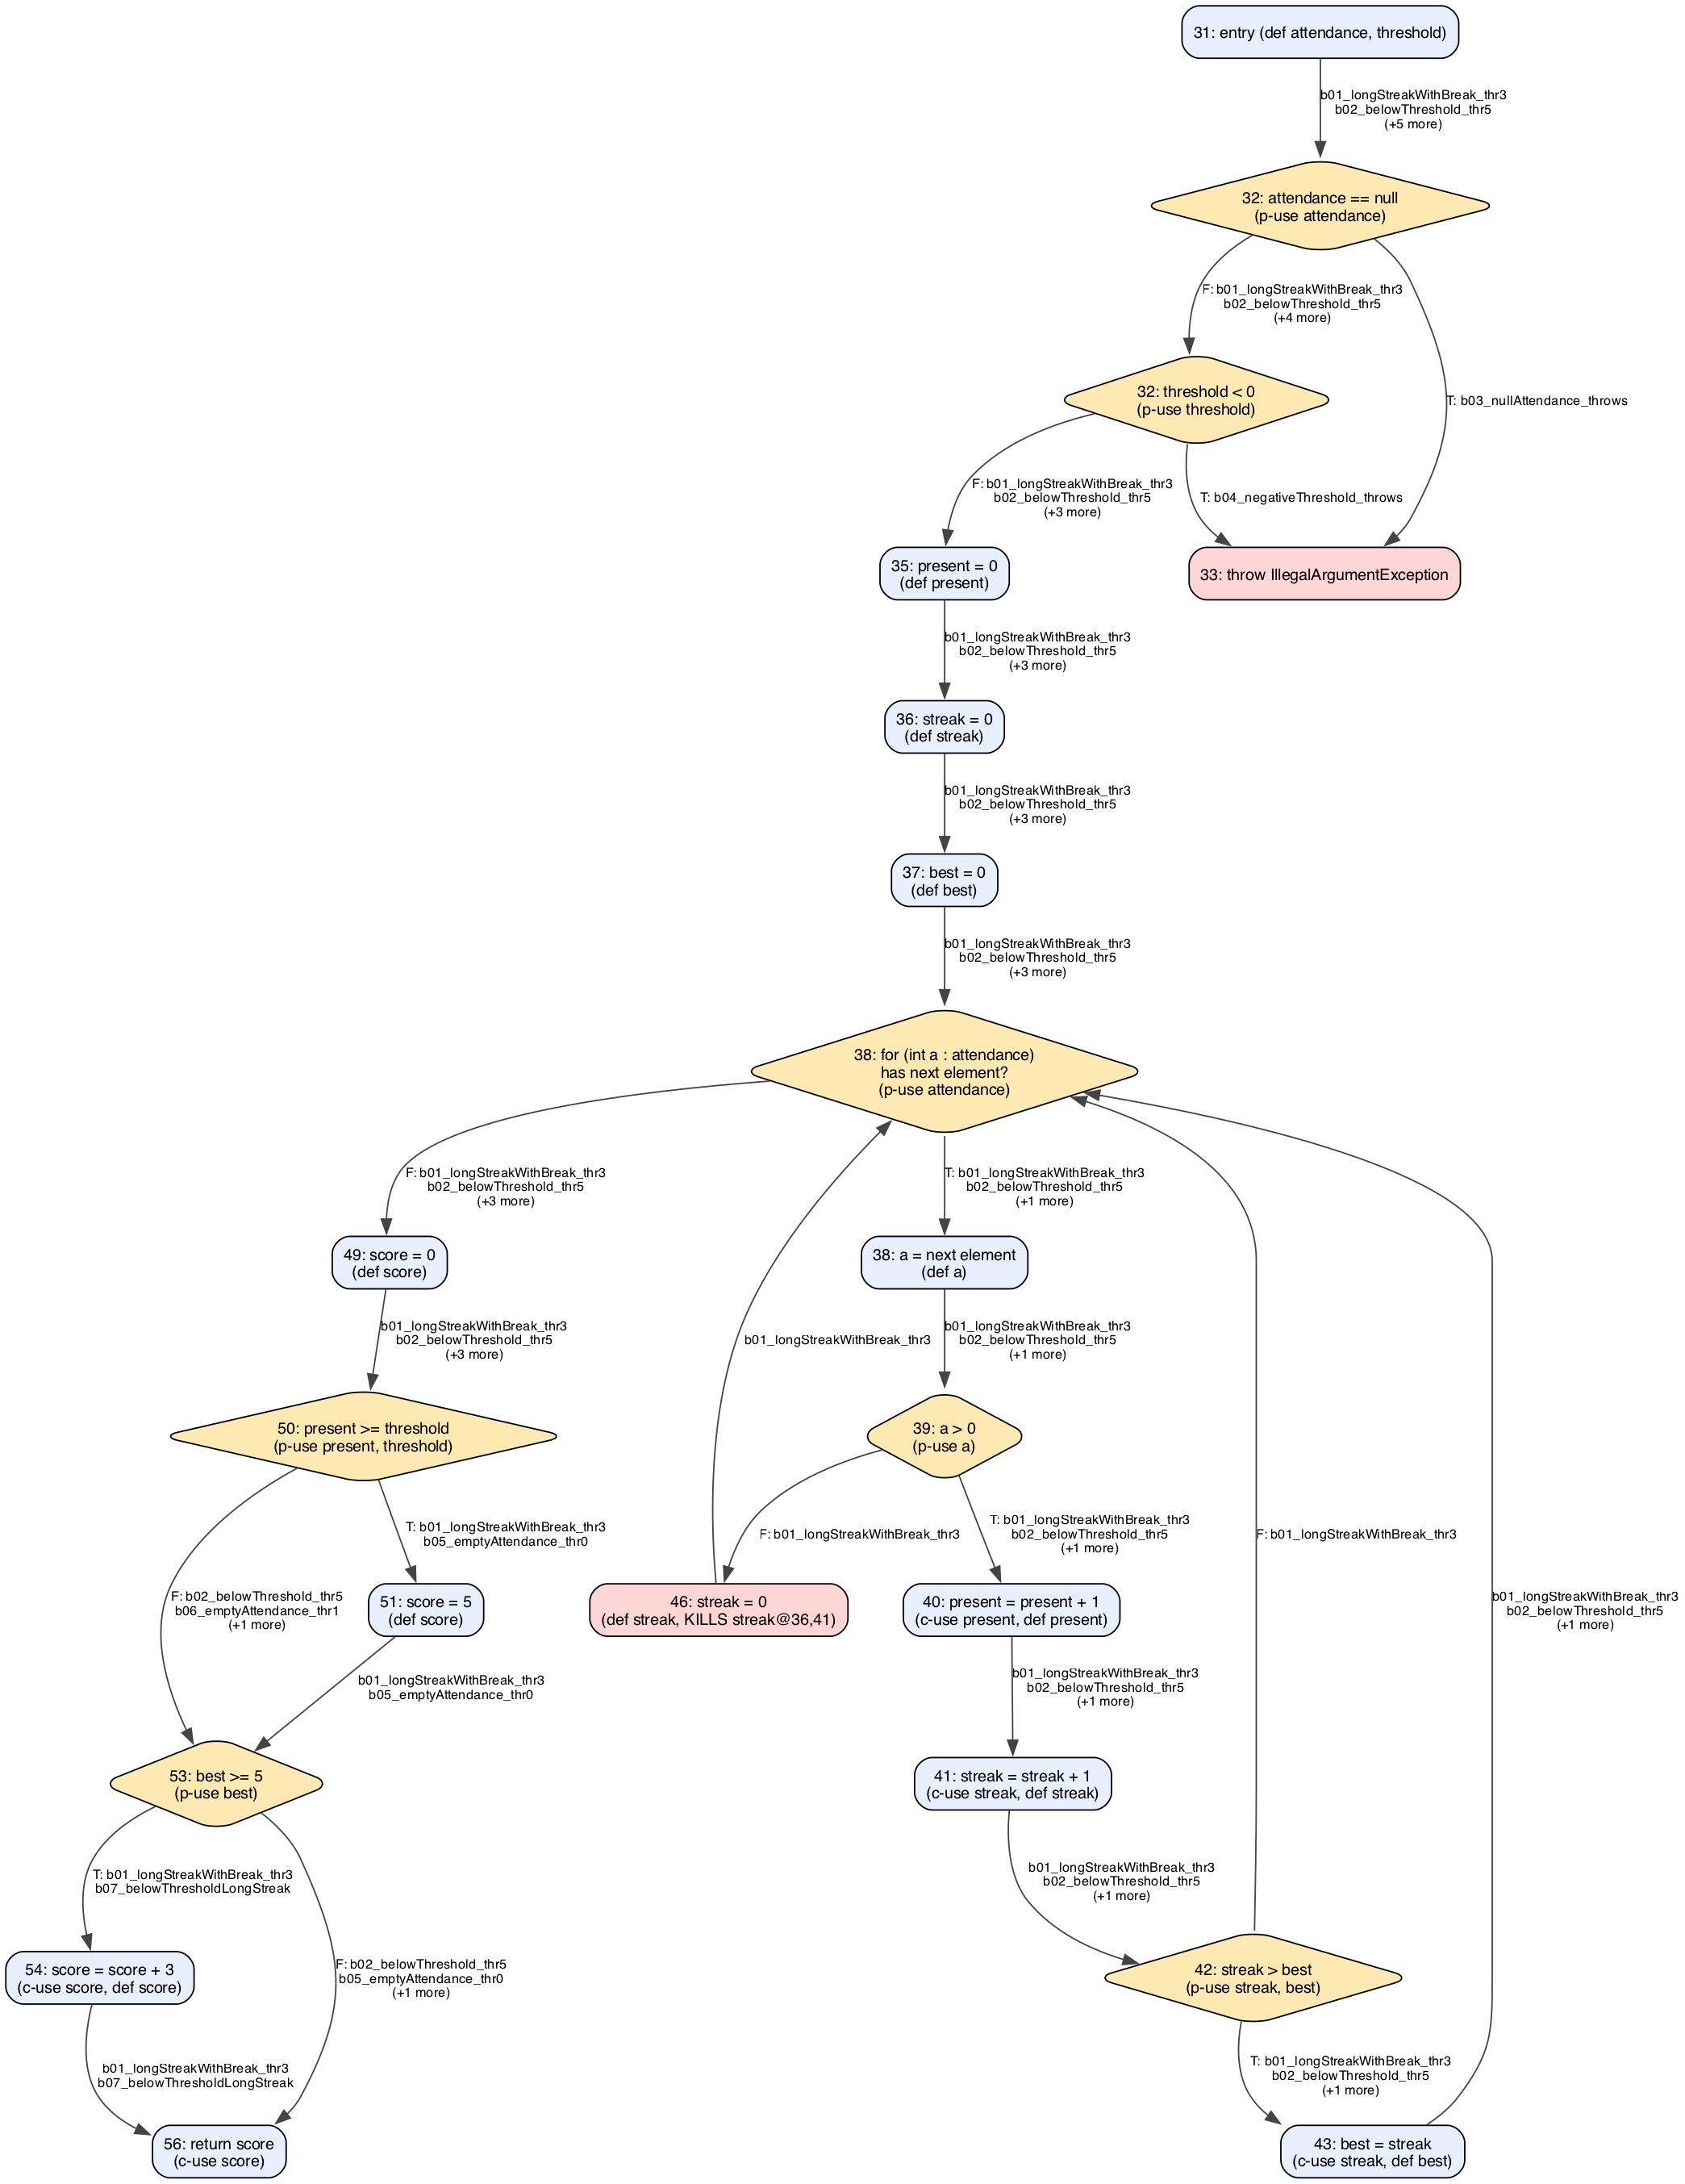 31: entry (def attendance, threshold)
b01_longStreakWithBreak_thr3
b02_belowThreshold_thr5
(+5 more)
32: attendance == null
(p-use attendance)
F: b01_longStreakWithBreak_thr3
b02_belowThreshold_thr5
(+4 more)
T: b03_nullAttendance_throws
32: threshold < 0
(p-use threshold)
F: b01_longStreakWithBreak_thr3
b02_belowThreshold_thr5
(+3 more)
T: b04_negativeThreshold_throws
35: present = 0
(def present)
33: throw IllegalArgumentException
b01_longStreakWithBreak_thr3
b02_belowThreshold_thr5
(+3 more)
36: streak = 0
(def streak)
b01_longStreakWithBreak_thr3
b02_belowThreshold_thr5
(+3 more)
37: best = 0
(def best)
b01_longStreakWithBreak_thr3
b02_belowThreshold_thr5
(+3 more)
38: for (int a : attendance)
has next element?
(p-use attendance)
F: b01_longStreakWithBreak_thr3
b02_belowThreshold_thr5
(+3 more)
T: b01_longStreakWithBreak_thr3
b02_belowThreshold_thr5
(+1 more)
49: score = 0
(def score)
38: a = next element
(def a)
b01_longStreakWithBreak_thr3
b02_belowThreshold_thr5
(+3 more)
b01_longStreakWithBreak_thr3
b01_longStreakWithBreak_thr3
b02_belowThreshold_thr5
(+1 more)
50: present >= threshold
(p-use present, threshold)
39: a > 0
(p-use a)
T: b01_longStreakWithBreak_thr3
b05_emptyAttendance_thr0
F: b01_longStreakWithBreak_thr3
T: b01_longStreakWithBreak_thr3
b02_belowThreshold_thr5
(+1 more)
F: b01_longStreakWithBreak_thr3
F: b02_belowThreshold_thr5
b06_emptyAttendance_thr1
(+1 more)
51: score = 5
(def score)
46: streak = 0
(def streak, KILLS streak@36,41)
40: present = present + 1
(c-use present, def present)
b01_longStreakWithBreak_thr3
b02_belowThreshold_thr5
(+1 more)
b01_longStreakWithBreak_thr3
b05_emptyAttendance_thr0
b01_longStreakWithBreak_thr3
b02_belowThreshold_thr5
(+1 more)
53: best >= 5
(p-use best)
41: streak = streak + 1
(c-use streak, def streak)
T: b01_longStreakWithBreak_thr3
b07_belowThresholdLongStreak
b01_longStreakWithBreak_thr3
b02_belowThreshold_thr5
(+1 more)
54: score = score + 3
(c-use score, def score)
F: b02_belowThreshold_thr5
b05_emptyAttendance_thr0
(+1 more)
42: streak > best
(p-use streak, best)
b01_longStreakWithBreak_thr3
b07_belowThresholdLongStreak
T: b01_longStreakWithBreak_thr3
b02_belowThreshold_thr5
(+1 more)
56: return score
(c-use score)
43: best = streak
(c-use streak, def best)